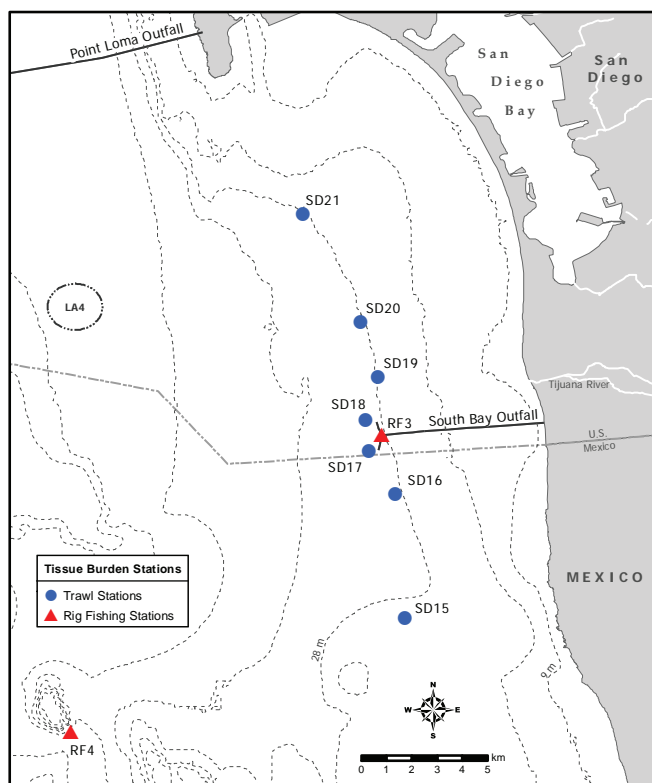 Point Loma Outfall
San
Diego
Bay
San
Diego
SD21
LA4
SD20
SD19
Tijuana River
SD18
RF3
South Bay Outfall
U.S.
Mexico
SD17
SD16
Tissue Burden Stations
Trawl Stations
Rig Fishing Stations
MEXICO
SD15
28 m
9 m
N
W E
S
RF4
km
0 1 2 3 4 5